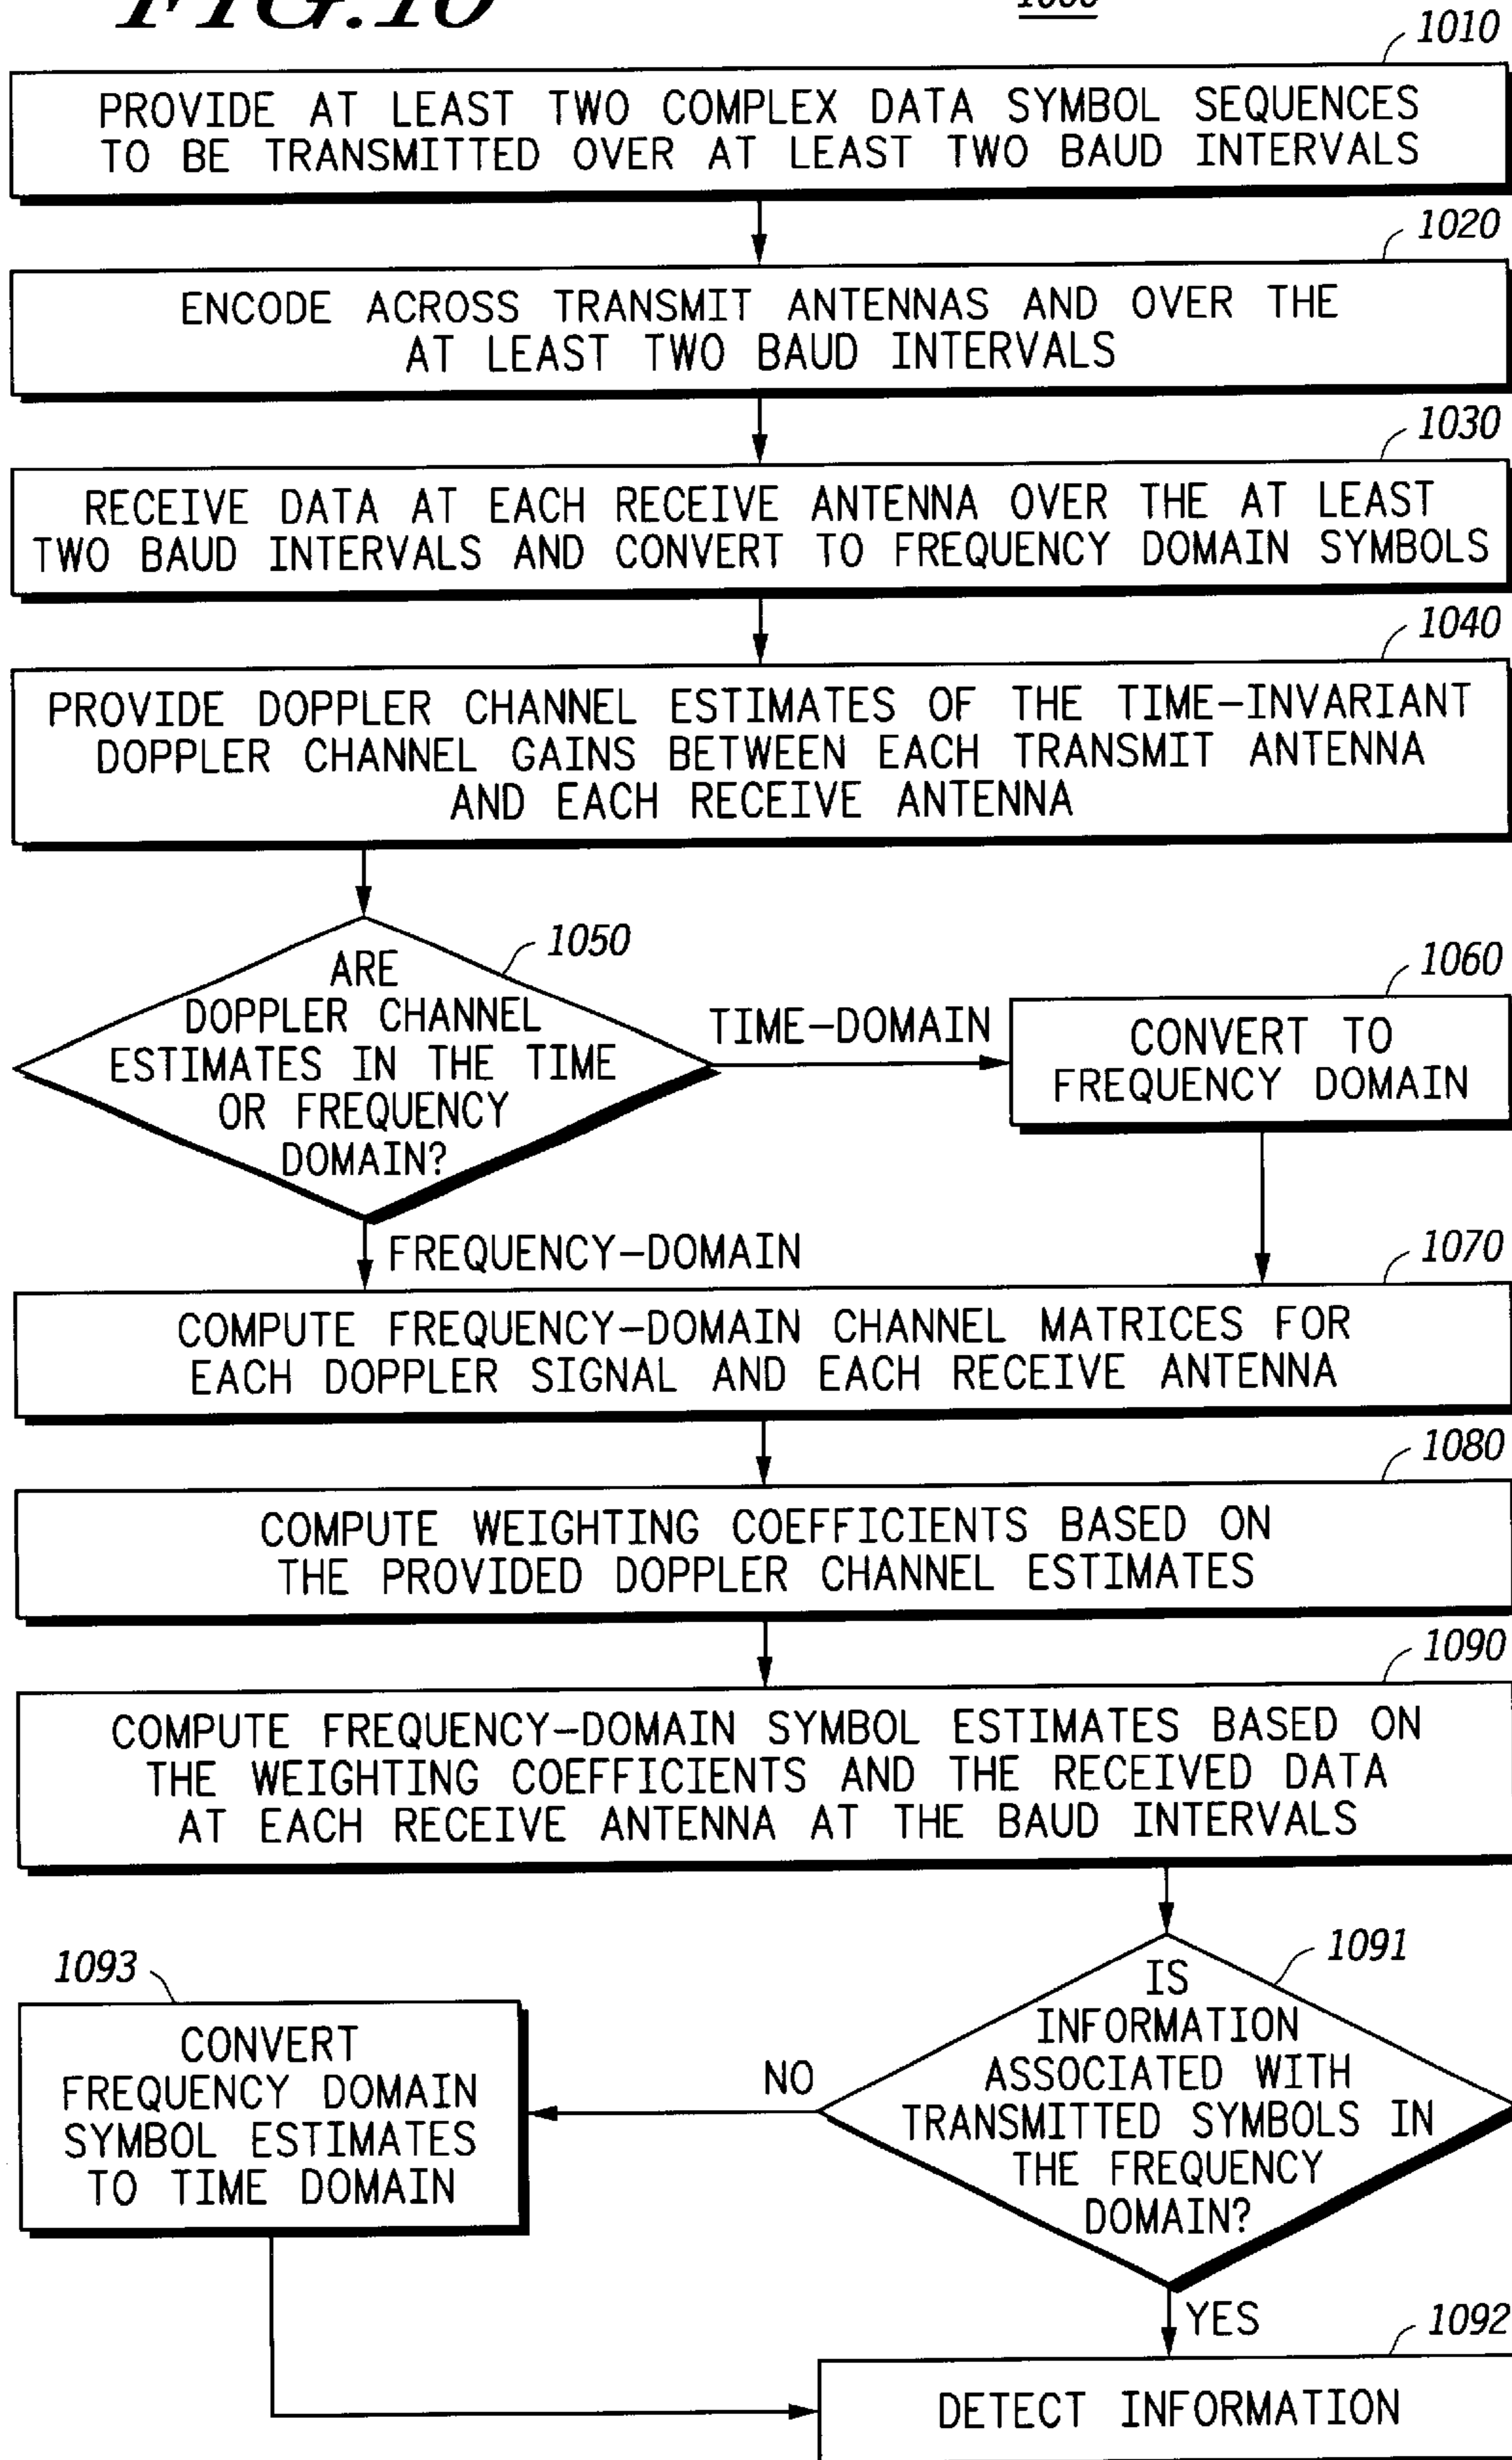 FIG.10
1000
1010
PROVIDE AT LEAST TWO COMPLEX DATA SYMBOL SEQUENCES
TO BE TRANSMITTED OVER AT LEAST TWO BAUD INTERVALS
1020
ENCODE ACROSS TRANSMIT ANTENNAS AND OVER THE
AT LEAST TWO BAUD INTERVALS
1030
RECEIVE DATA AT EACH RECEIVE ANTENNA OVER THE AT LEAST
TWO BAUD INTERVALS AND CONVERT TO FREQUENCY DOMAIN SYMBOLS
1040
PROVIDE DOPPLER CHANNEL ESTIMATES OF THE TIME-INVARIANT
DOPPLER CHANNEL GAINS BETWEEN EACH TRANSMIT ANTENNA
AND EACH RECEIVE ANTENNA
1050
ARE
DOPPLER CHANNEL
ESTIMATES IN THE TIME
OR FREQUENCY
DOMAIN?
TIME-DOMAIN
1060
CONVERT TO
FREQUENCY DOMAIN
FREQUENCY-DOMAIN
1070
COMPUTE FREQUENCY-DOMAIN CHANNEL MATRICES FOR
EACH DOPPLER SIGNAL AND EACH RECEIVE ANTENNA
1080
COMPUTE WEIGHTING COEFFICIENTS BASED ON
THE PROVIDED DOPPLER CHANNEL ESTIMATES
1090
COMPUTE FREQUENCY-DOMAIN SYMBOL ESTIMATES BASED ON
THE WEIGHTING COEFFICIENTS AND THE RECEIVED DATA
AT EACH RECEIVE ANTENNA AT THE BAUD INTERVALS
1091
IS
INFORMATION
ASSOCIATED WITH
TRANSMITTED SYMBOLS IN
THE FREQUENCY
DOMAIN?
NO
1093
CONVERT
FREQUENCY DOMAIN
SYMBOL ESTIMATES
TO TIME DOMAIN
YES
1092
DETECT INFORMATION